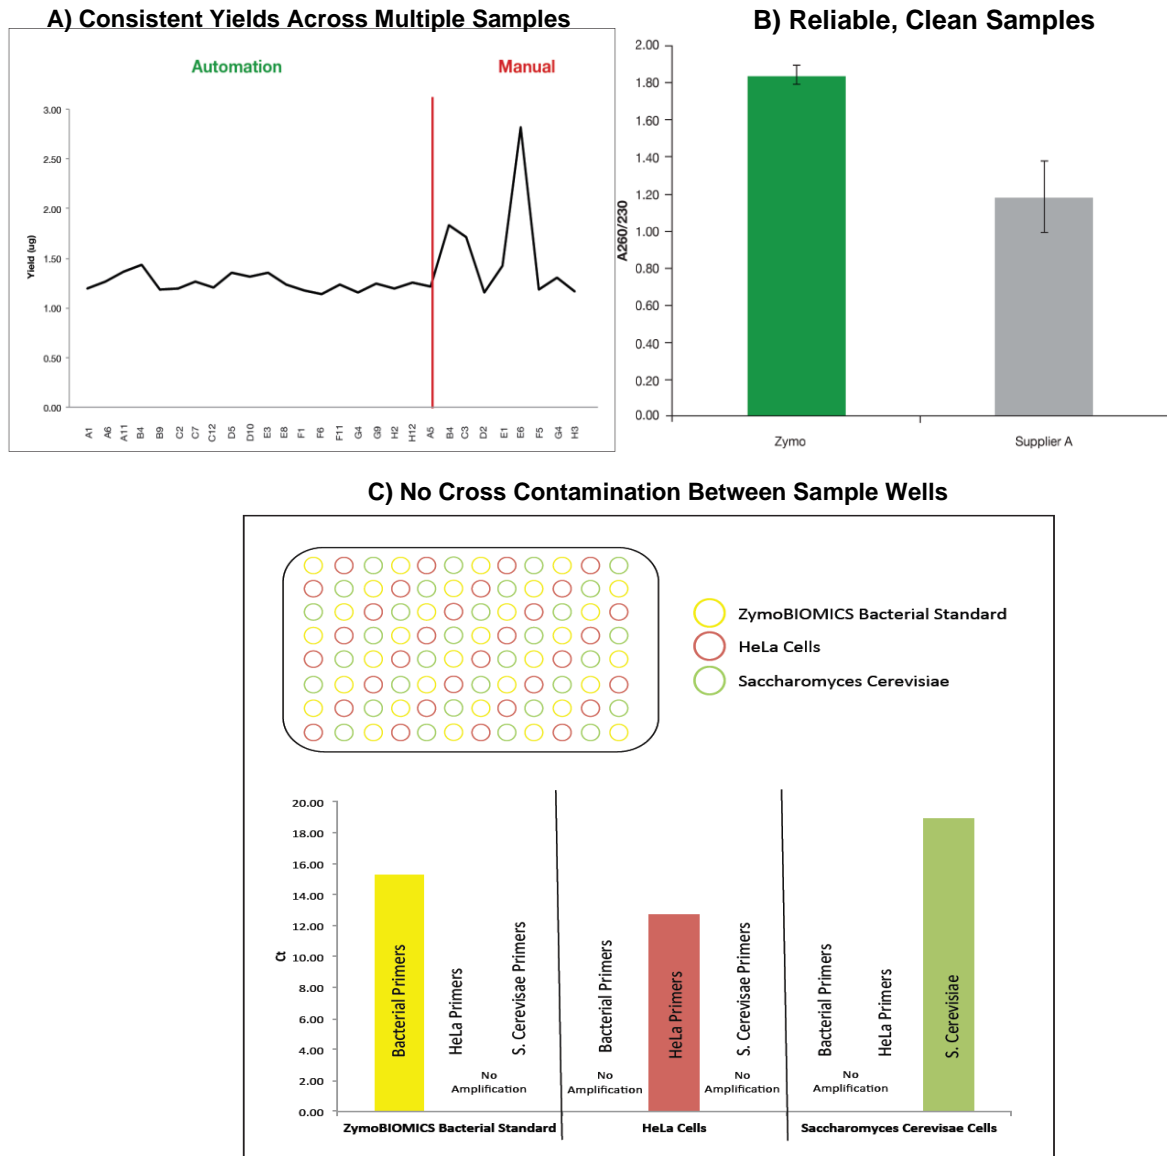 A) Consistent Yields Across Multiple Samples
Automation
Manual
Yield (ug)
3.00
2.50
2.00
1.50
1.00
0.50
0.00
A1
A6
A11
B4
B9
C2
C7
C12
D5
D10
E3
E8
F1
F6
F11
G4
G9
H2
H12
A5
B4
C3
D2
E1
E6
F5
G4
H3
B) Reliable, Clean Samples
A260/230
2.00
1.80
1.60
1.40
1.20
1.00
0.80
0.60
0.40
0.20
0.00
Zymo
Supplier A
C) No Cross Contamination Between Sample Wells
ZymoBIOMICS Bacterial Standard
HeLa Cells
Saccharomyces Cerevisiae
Ct
20.00
18.00
16.00
14.00
12.00
10.00
8.00
6.00
4.00
2.00
0.00
Bacterial Primers
HeLa Primers
S. Cerevisae Primers
No
Amplification
Bacterial Primers
No
Amplification
HeLa Primers
S. Cerevisae Primers
No
Amplification
Bacterial Primers
HeLa Primers
No
Amplification
S. Cerevisiae
ZymoBIOMICS Bacterial Standard
HeLa Cells
Saccharomyces Cerevisae Cells